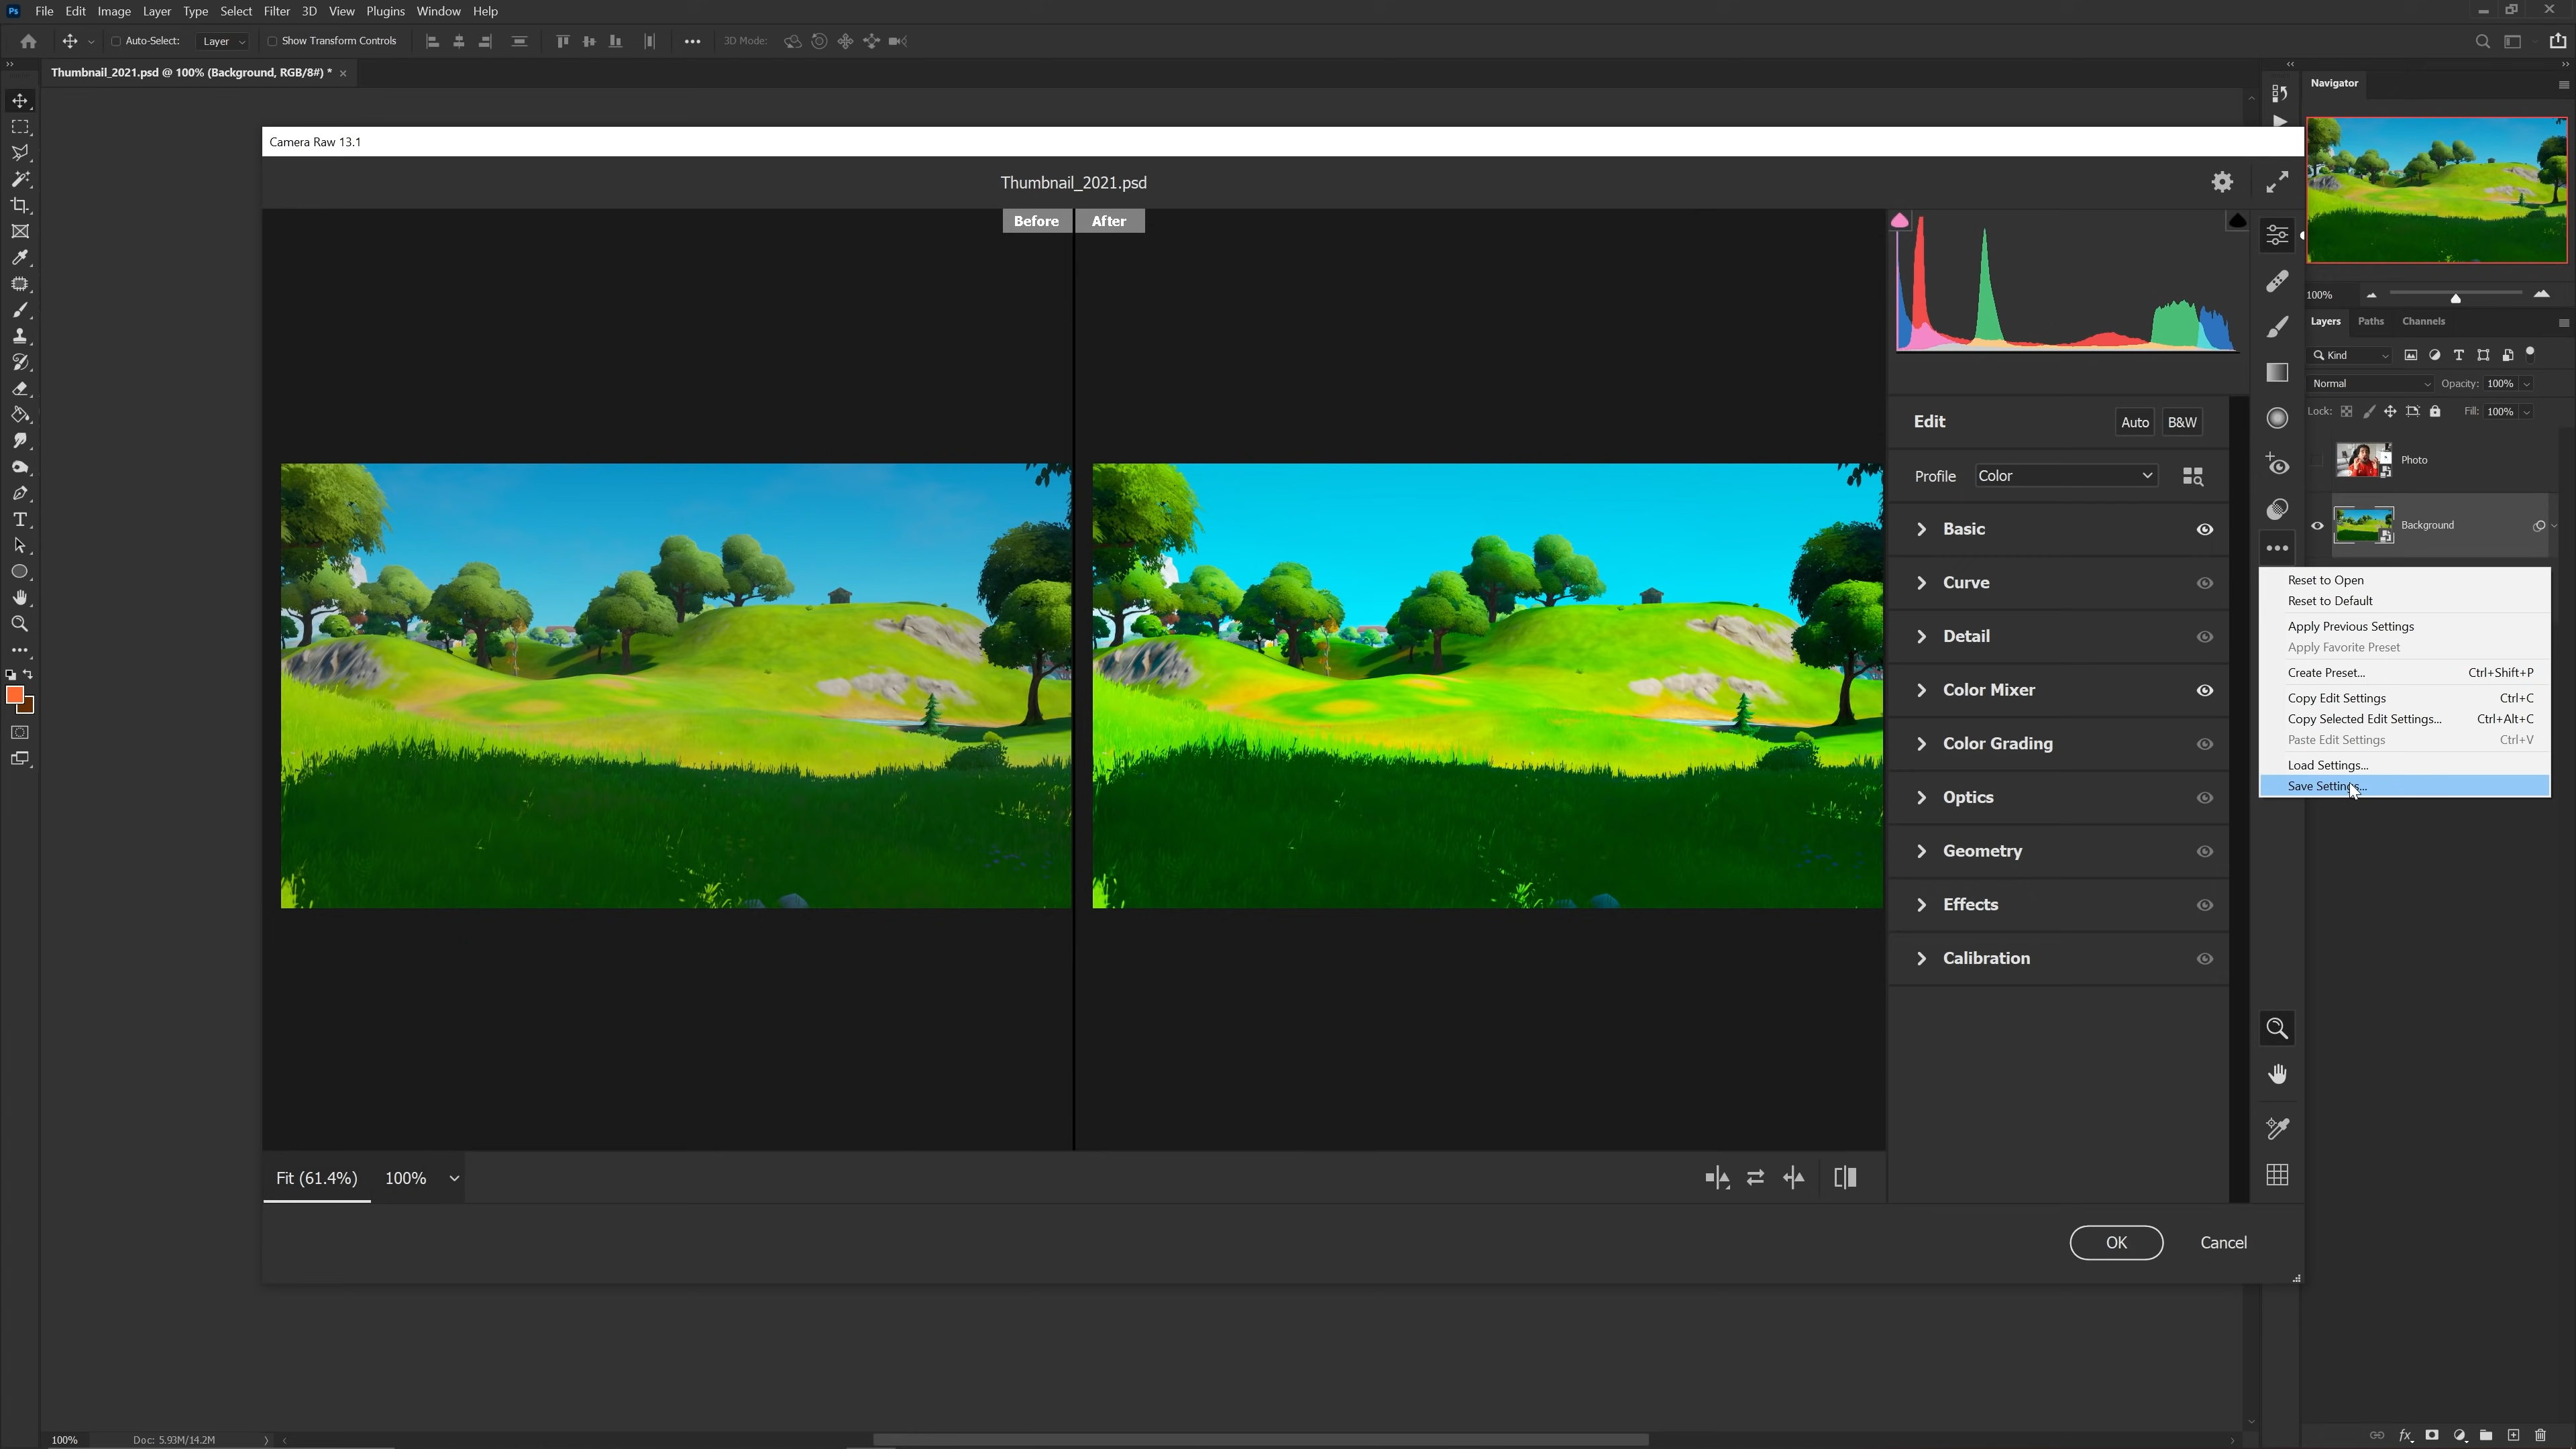 Ps File Edit Image Layer Type Select Filter 3D View Plugins Window Help
Auto-Select: Layer Show Transform Controls 3D Mode:
Thumbnail_2021.psd @ 100% (Background, RGB/8#) *
Navigator
Camera Raw 13.1
Thumbnail_2021.psd
Before After
100%
Layers Paths Channels
Kind
Normal Opacity: 100%
Lock: Fill: 100%
Edit Auto B&W
Photo
Profile Color
Background
Basic
Curve
Detail
Color Mixer
Color Grading
Optics
Geometry
Effects
Calibration
Reset to Open
Reset to Default
Apply Previous Settings
Apply Favorite Preset
Create Preset... Ctrl+Shift+P
Copy Edit Settings Ctrl+C
Copy Selected Edit Settings... Ctrl+Alt+C
Paste Edit Settings Ctrl+V
Load Settings...
Save Settings...
Fit (61.4%) 100%
OK Cancel
100% Doc: 5.93M/14.2M